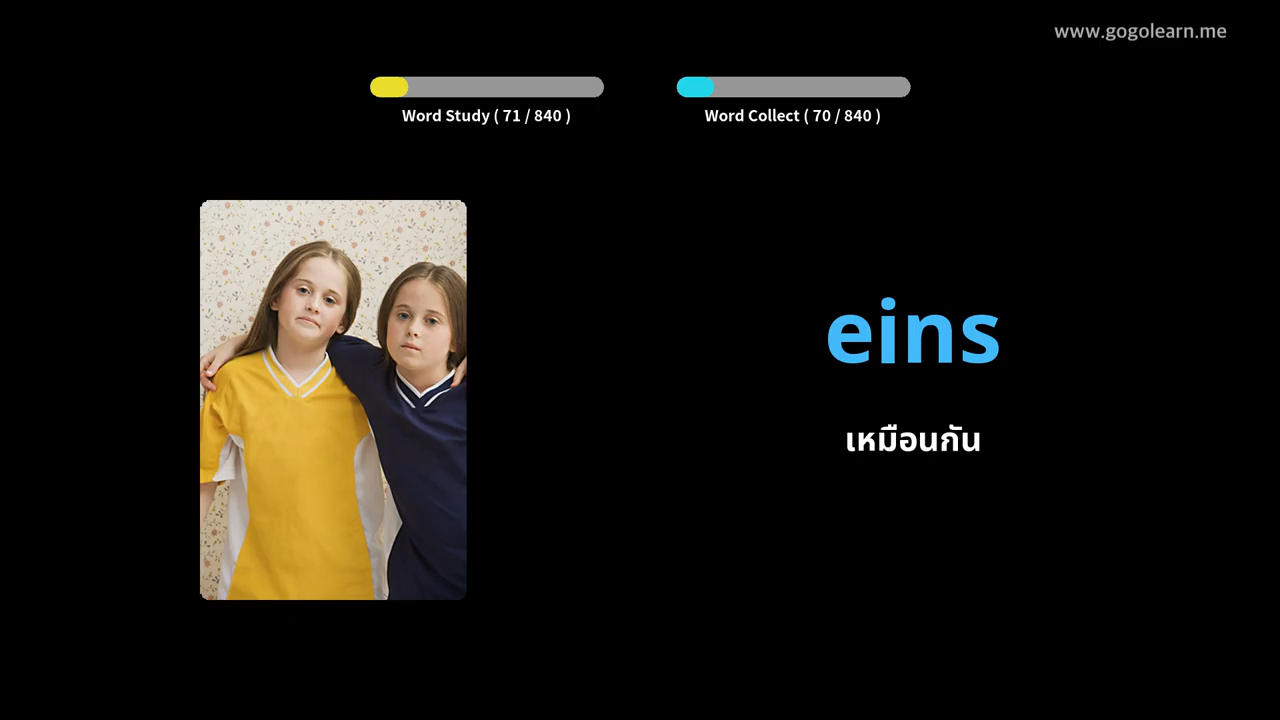 www.gogolearn.me
Word Study ( 71 / 840 )
Word Collect ( 70 / 840 )
eins
เหมือนกัน